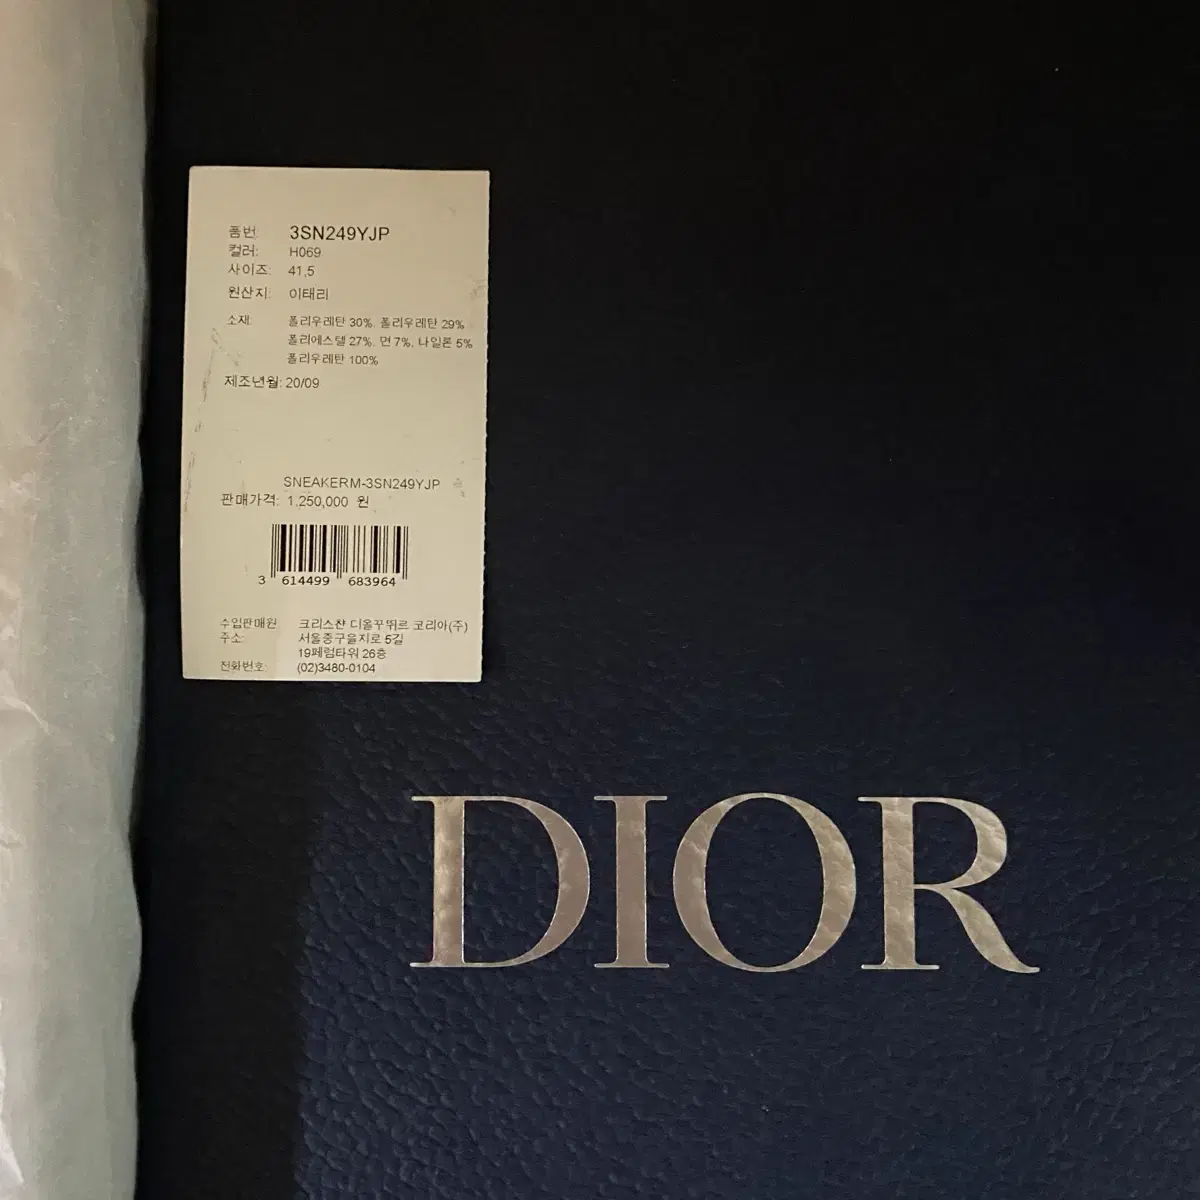 품번: 3SN249YJP
컬러: H069
사이즈: 41.5
원산지: 이태리
소재: 폴리우레탄 30%, 폴리우레탄 29%
폴리에스텔 27%, 면 7%, 나일론 5%
폴리우레탄 100%
제조년월: 20/09
SNEAKERM-3SN249YJP
판매가격: 1,250,000 원
3 614499 683964
수입판매원 크리스챤 디올꾸뛰르 코리아(주)
주소: 서울중구을지로 5길
19페럼타워 26층
전화번호: (02)3480-0104
DIOR